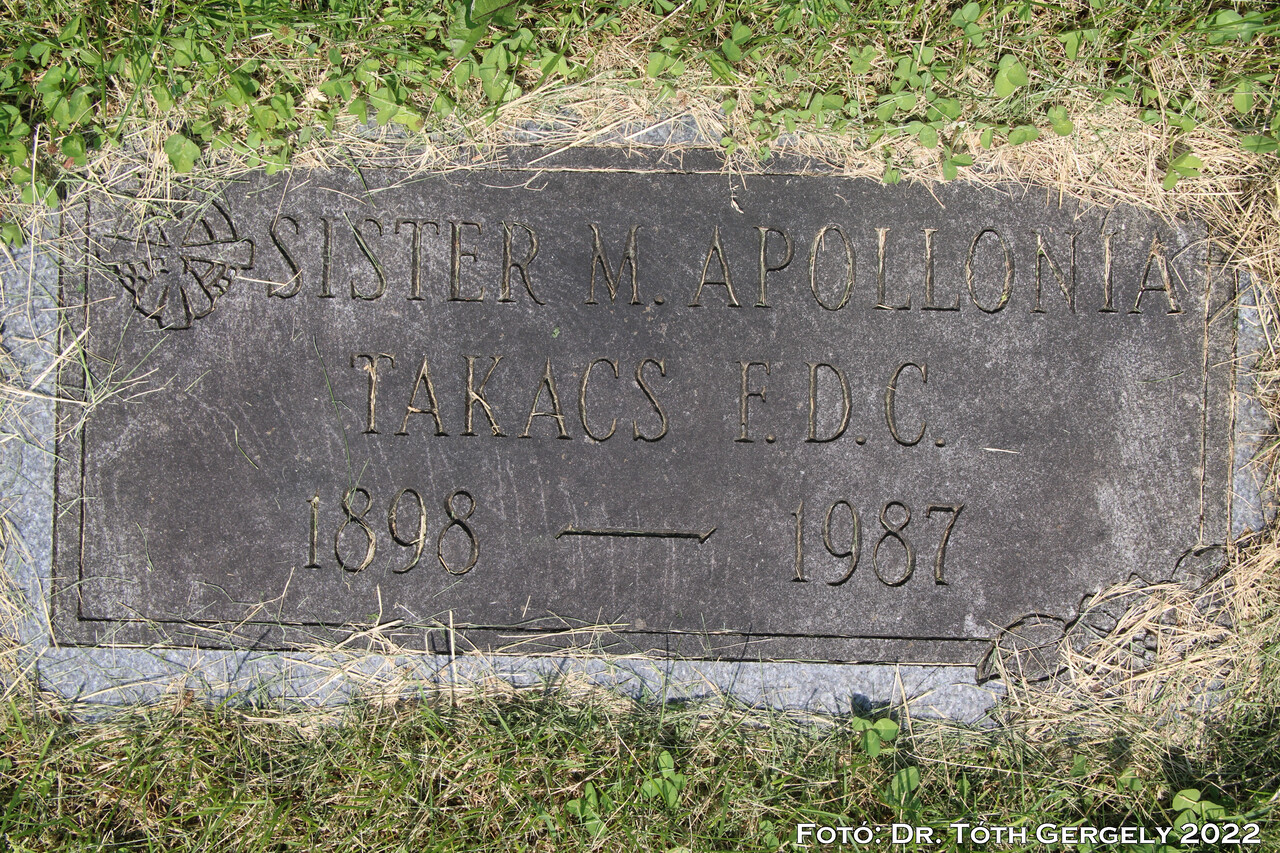 SISTER M. APOLLONIA
TAKACS F.D.C.
1898 — 1987
Fotó: Dr. Tóth Gergely 2022